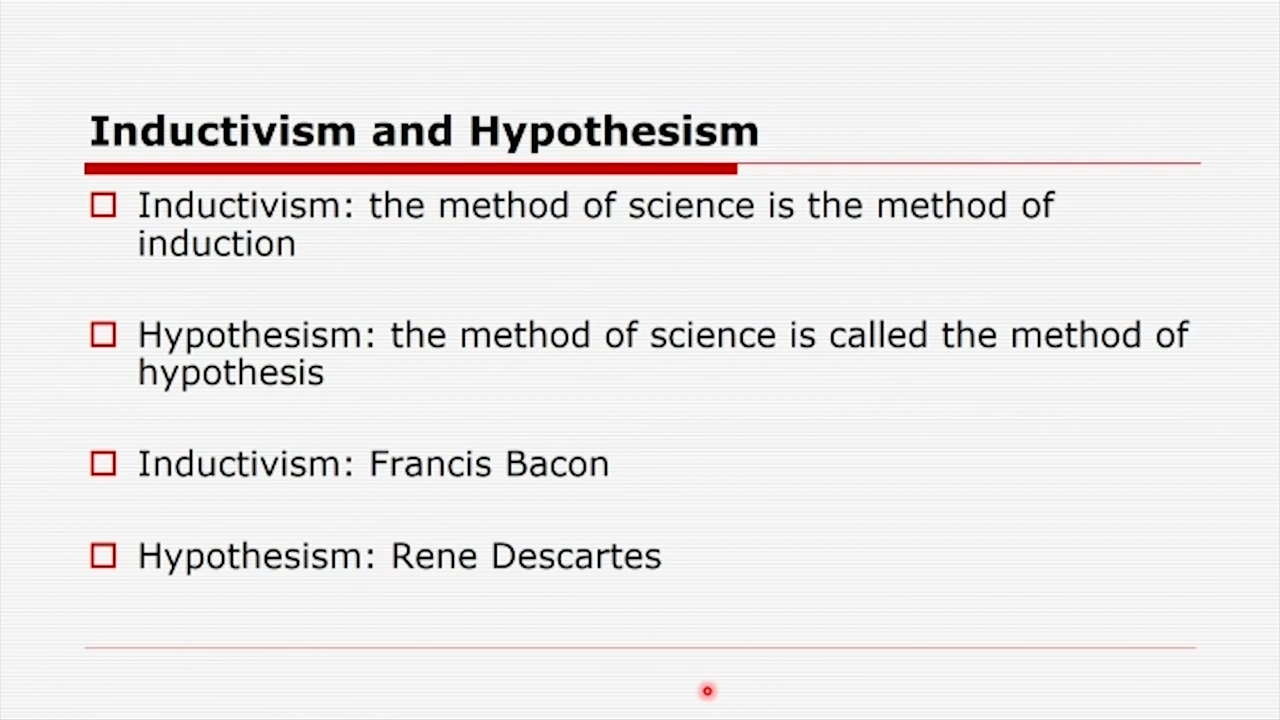 Inductivism and Hypothesism
Inductivism: the method of science is the method of
induction
Hypothesism: the method of science is called the method of
hypothesis
Inductivism: Francis Bacon
Hypothesism: Rene Descartes